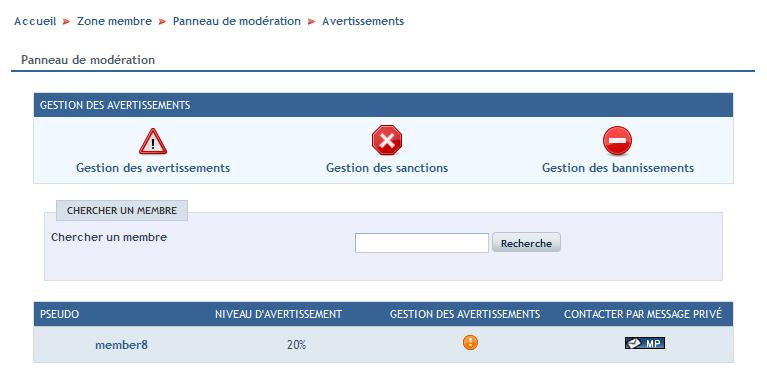 Accueil Zone membre Panneau de modération Avertissements
Panneau de modération
GESTION DES AVERTISSEMENTS
Gestion des avertissements Gestion des sanctions Gestion des bannissements
CHERCHER UN MEMBRE
Chercher un membre Recherche
PSEUDO NIVEAU D'AVERTISSEMENT GESTION DES AVERTISSEMENTS CONTACTER PAR MESSAGE PRIVÉ
member8 20% MP